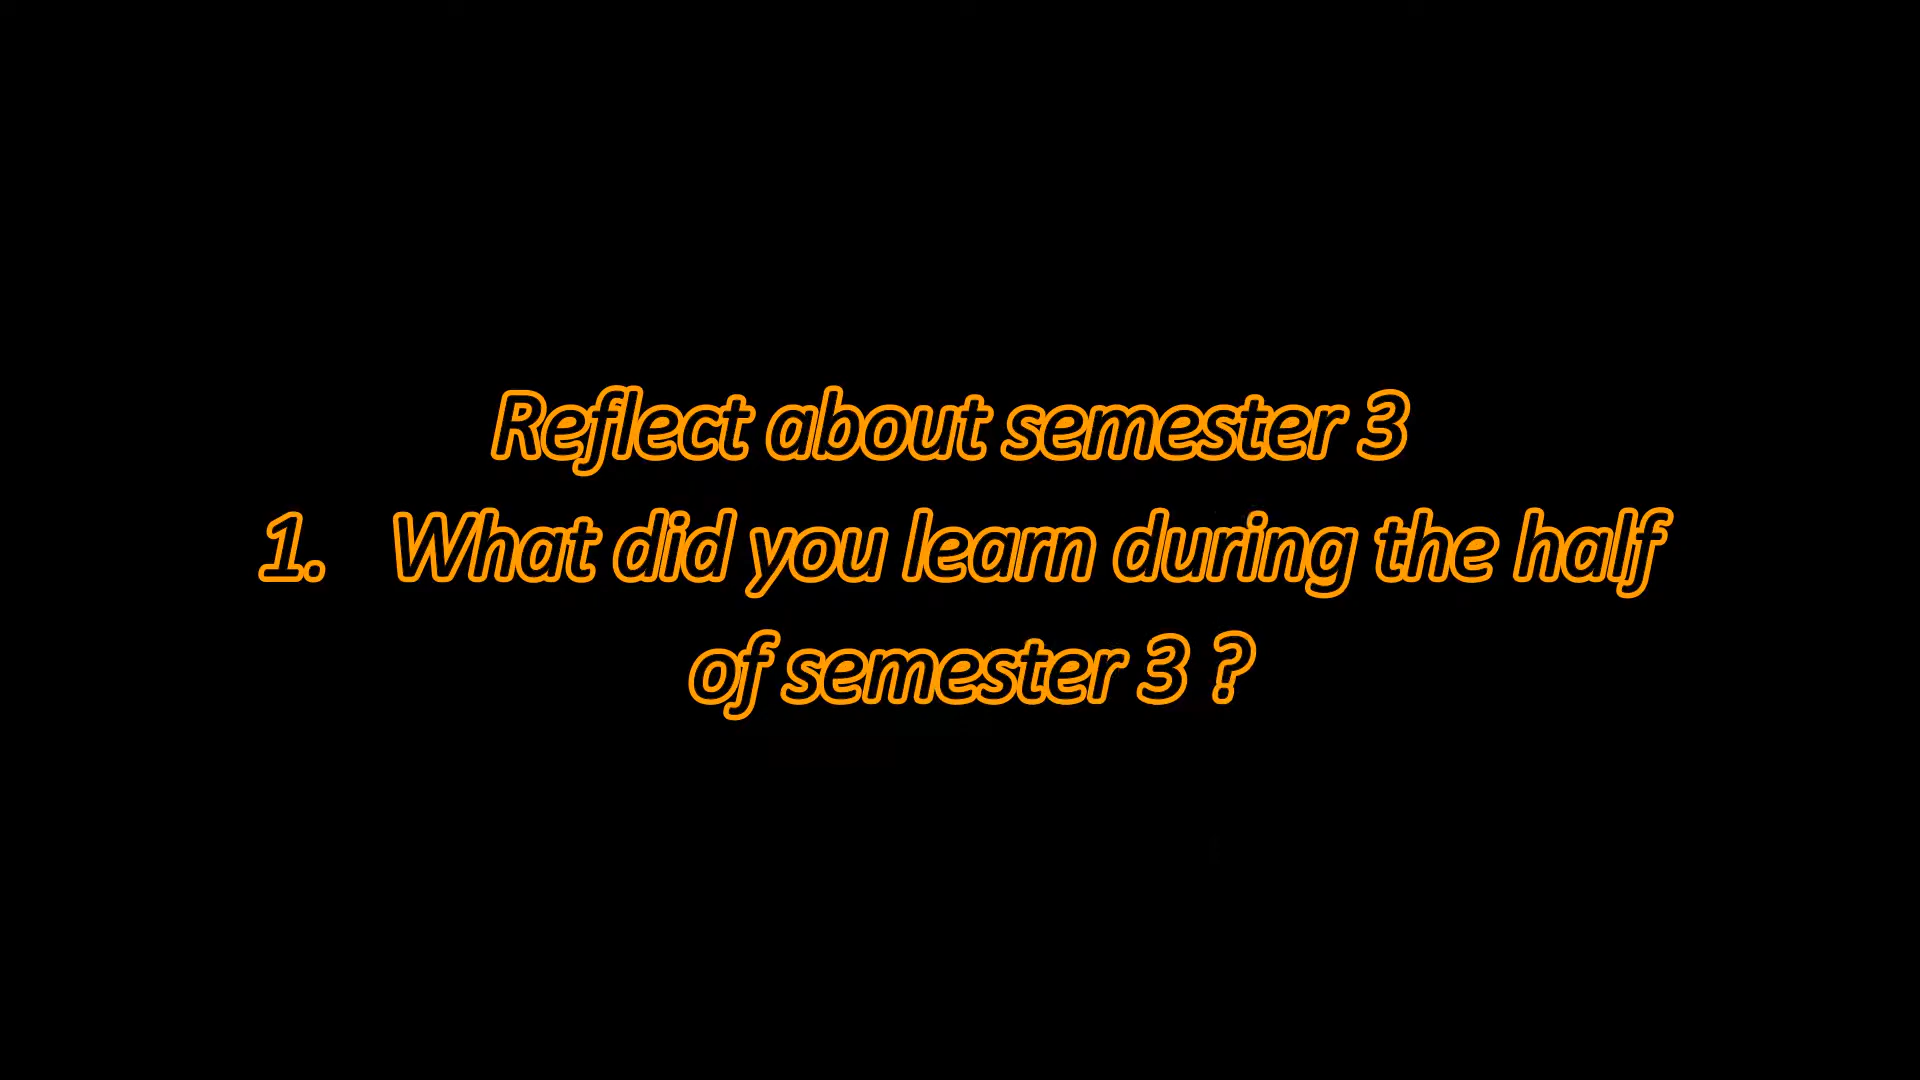 Reflect about semester 3
1. What did you learn during the half
of semester 3 ?